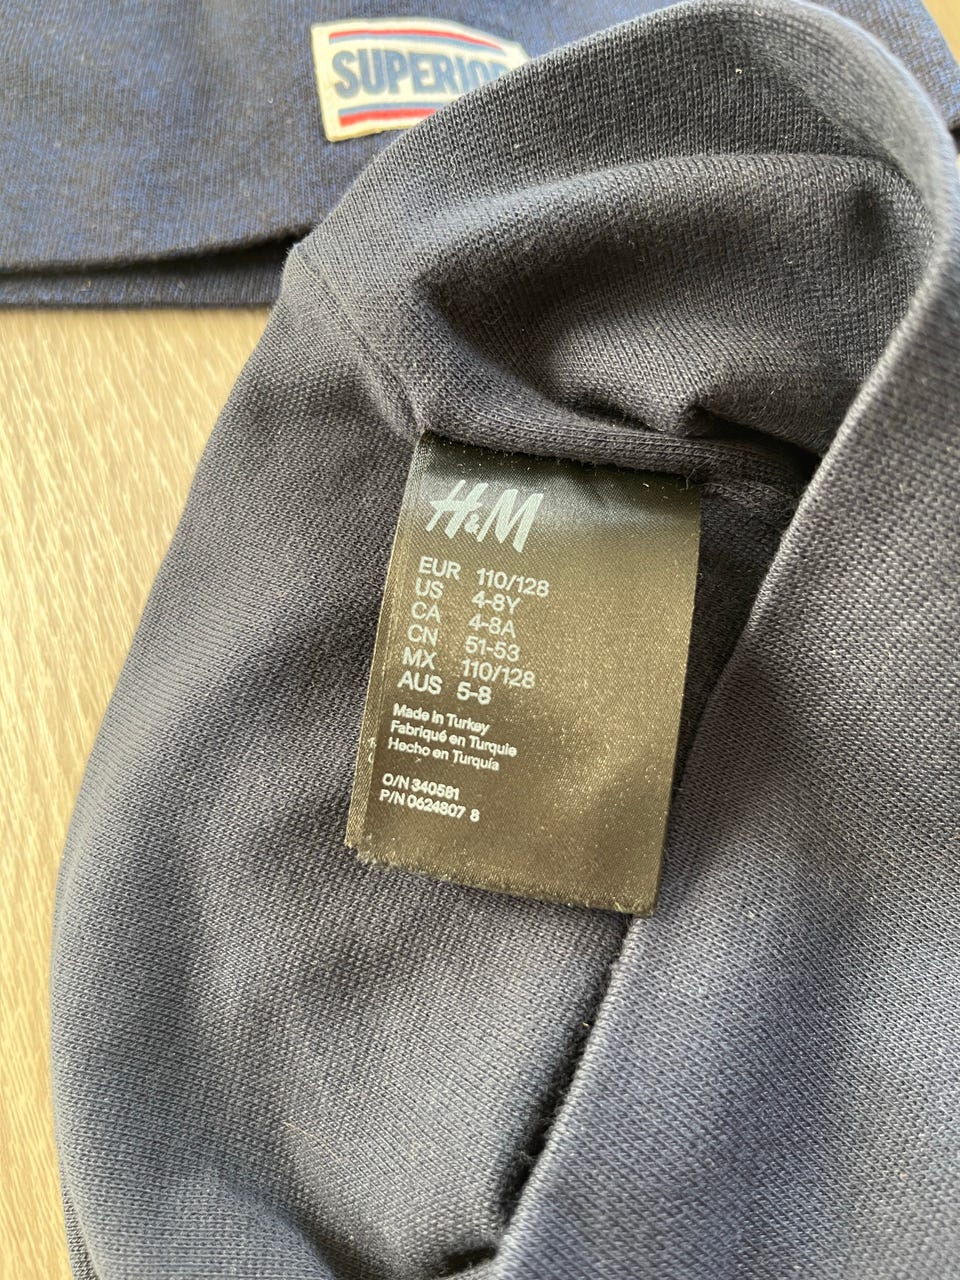 SUPERIOR
H&M
EUR 110/128
US 4-8Y
CA 4-8A
CN 51-53
MX 110/128
AUS 5-8
Made in Turkey
Fabriqué en Turquie
Hecho en Turquía
O/N 340581
P/N 0624807 8